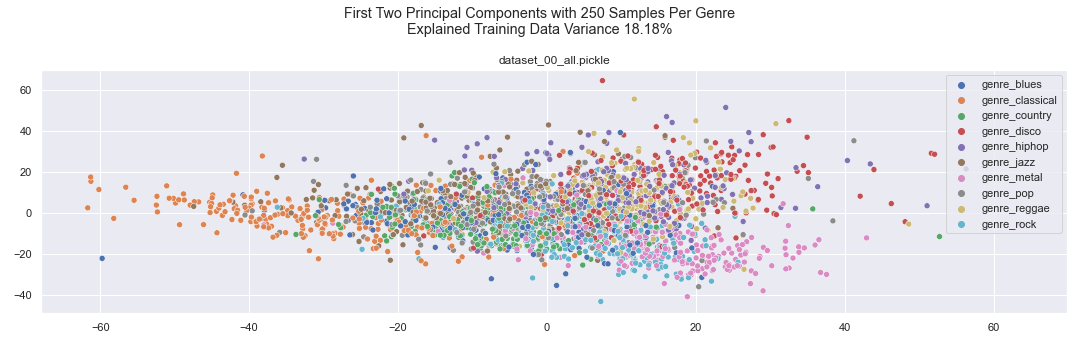 First Two Principal Components with 250 Samples Per Genre
Explained Training Data Variance 18.18%
dataset_00_all.pickle
60
40
20
0
−20
−40
−60
−40
−20
0
20
40
60
genre_blues
genre_classical
genre_country
genre_disco
genre_hiphop
genre_jazz
genre_metal
genre_pop
genre_reggae
genre_rock